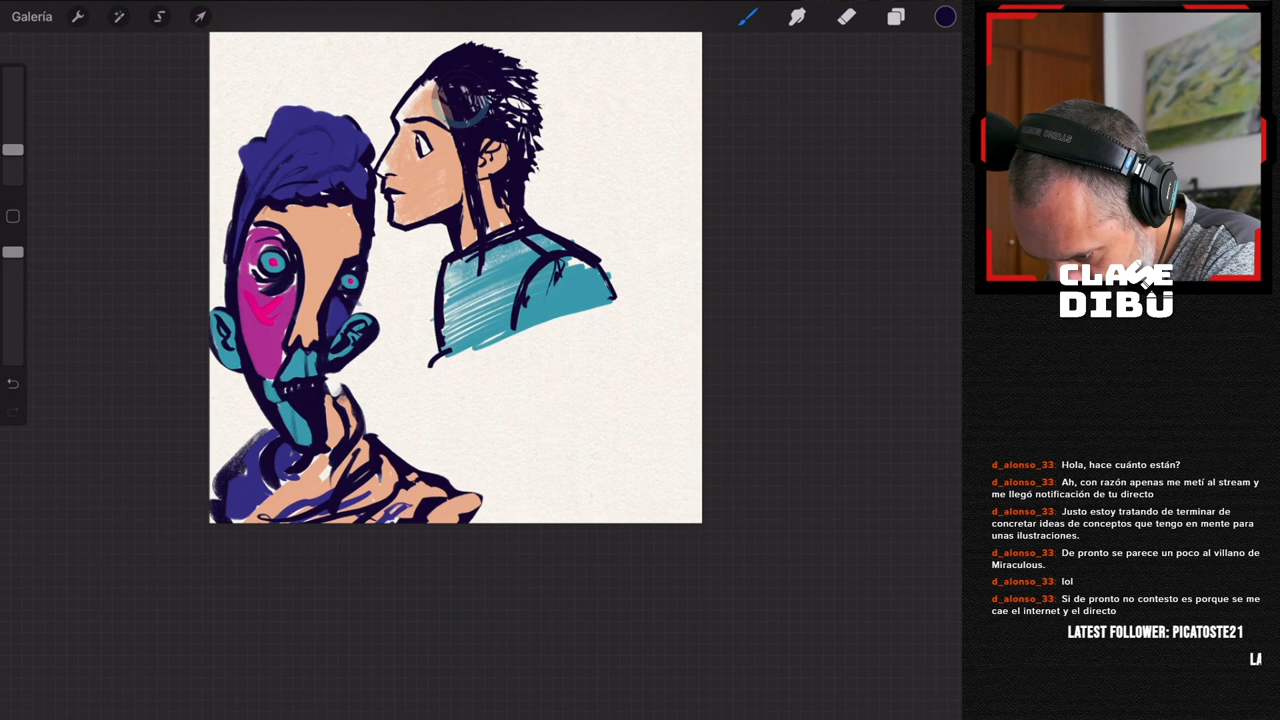 Galería
CLASE
DIBU
d_alonso_33: Hola, hace cuánto están?
d_alonso_33: Ah, con razón apenas me metí al stream y
me llegó notificación de tu directo
d_alonso_33: Justo estoy tratando de terminar de
concretar ideas de conceptos que tengo en mente para
unas ilustraciones.
d_alonso_33: De pronto se parece un poco al villano de
Miraculous.
d_alonso_33: lol
d_alonso_33: Si de pronto no contesto es porque se me
cae el internet y el directo
LATEST FOLLOWER: PICATOSTE21
LA